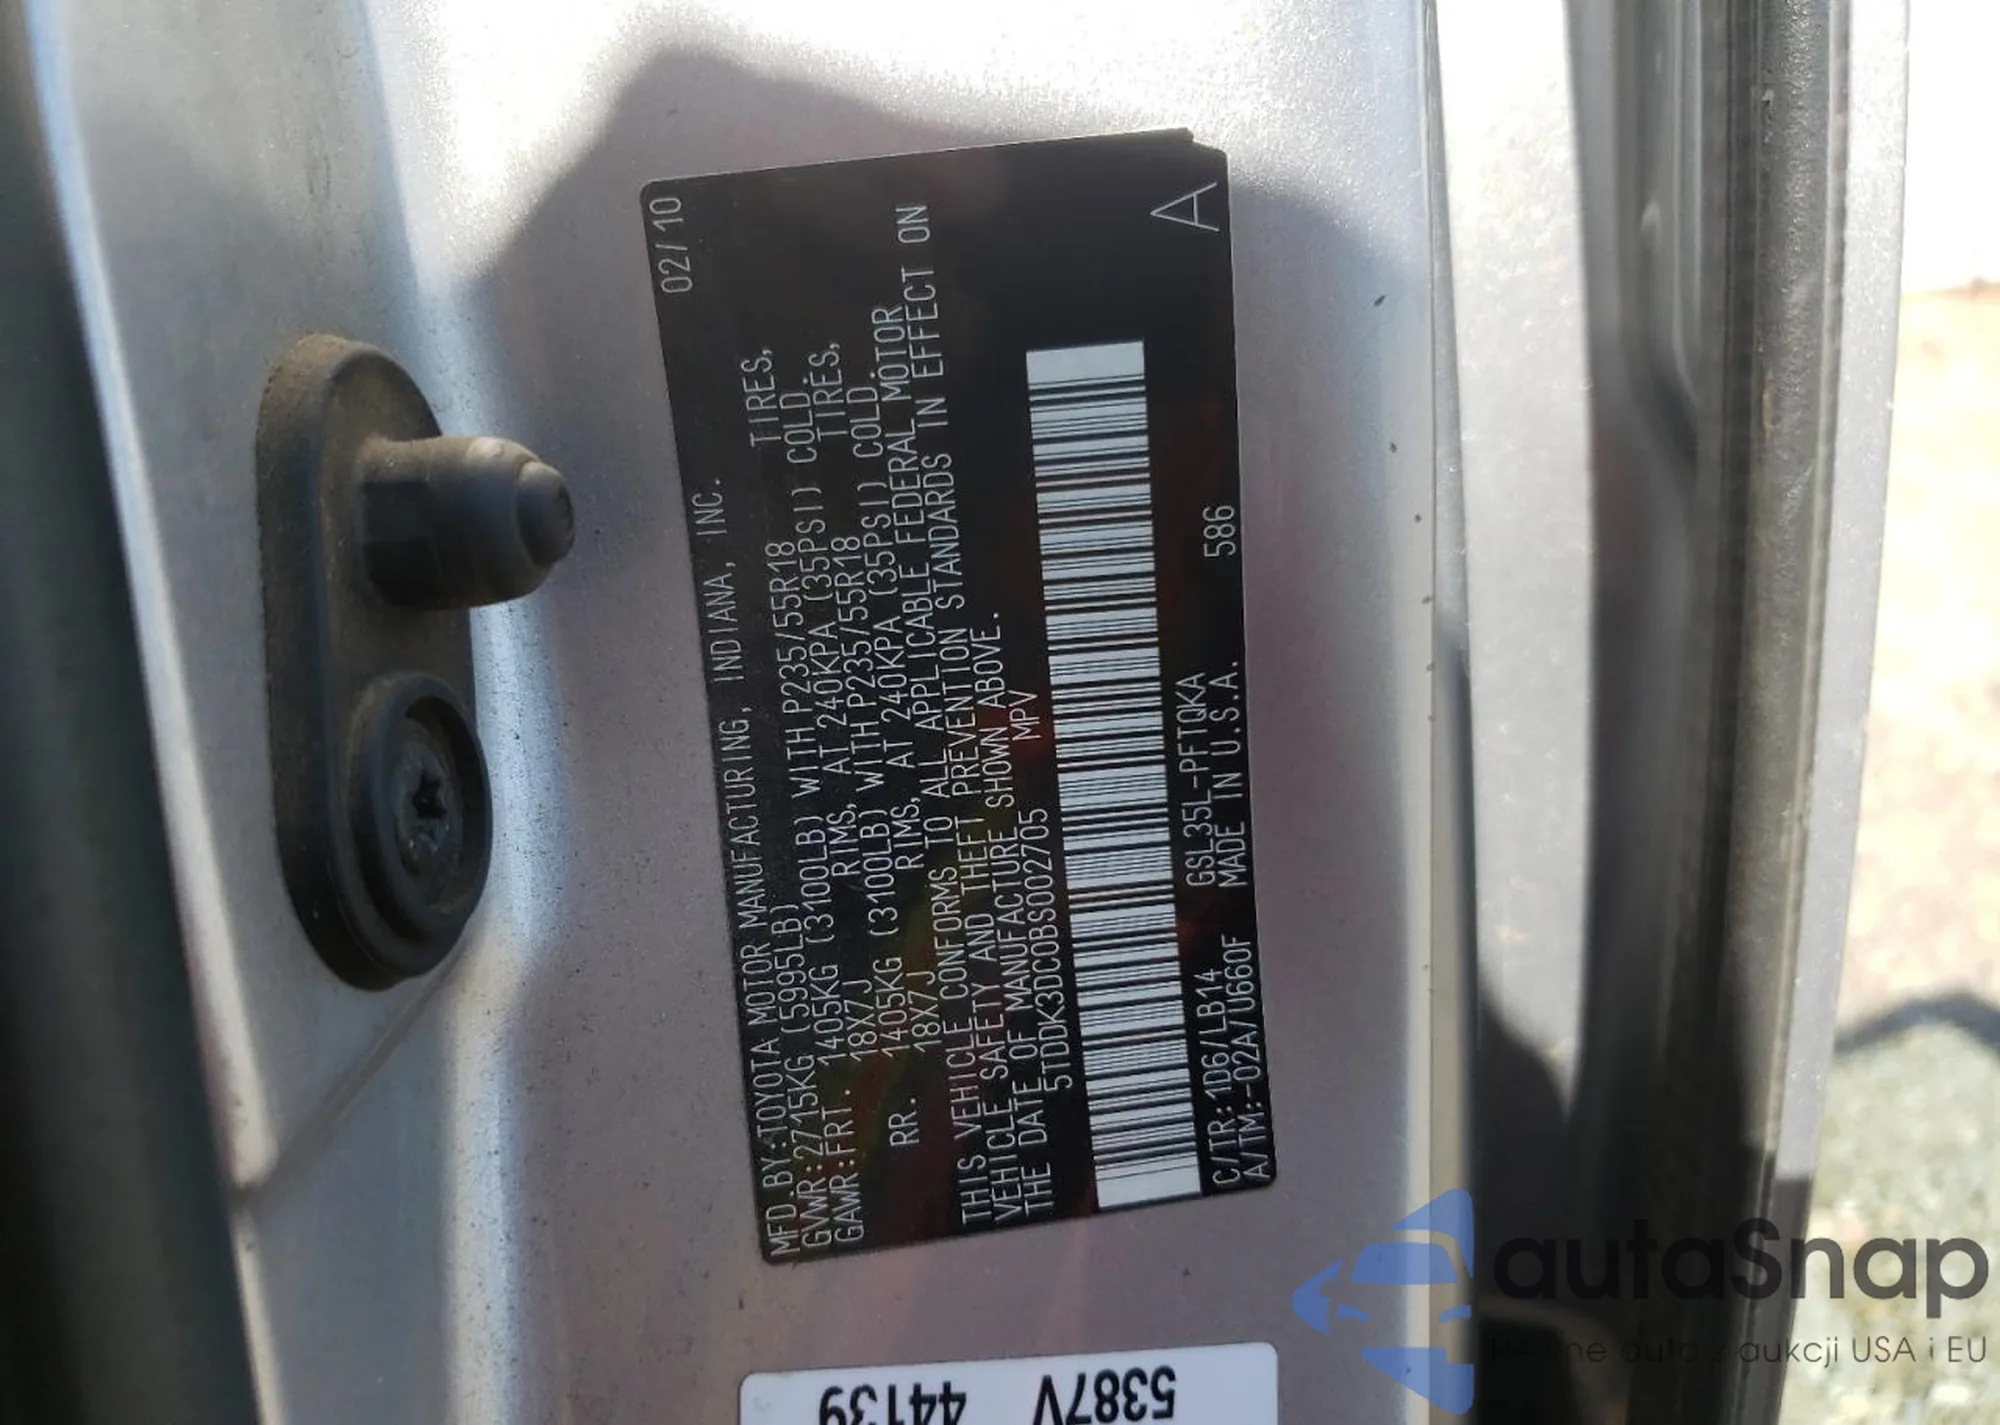 MFD.BY:TOYOTA MOTOR MANUFACTURING, INDIANA, INC. 02/10
GVWR:2715KG (5995LB)
GAWR:FRT. 1405KG (3100LB) WITH P235/55R18 TIRES,
18X7J RIMS, AT 240KPA (35PSI) COLD.
RR. 1405KG (3100LB) WITH P235/55R18 TIRES,
18X7J RIMS, AT 240KPA (35PSI) COLD.
THIS VEHICLE CONFORMS TO ALL APPLICABLE FEDERAL MOTOR
VEHICLE SAFETY AND THEFT PREVENTION STANDARDS IN EFFECT ON
THE DATE OF MANUFACTURE SHOWN ABOVE.
5TDDK3DC0BS002705 MPV
C/TR:1D6/LB14 GSL35L-PFTQKA
A/TM:-02A/U660F MADE IN U.S.A. 586
A
5387V
44139
autaSnap
aukcji USA i EU